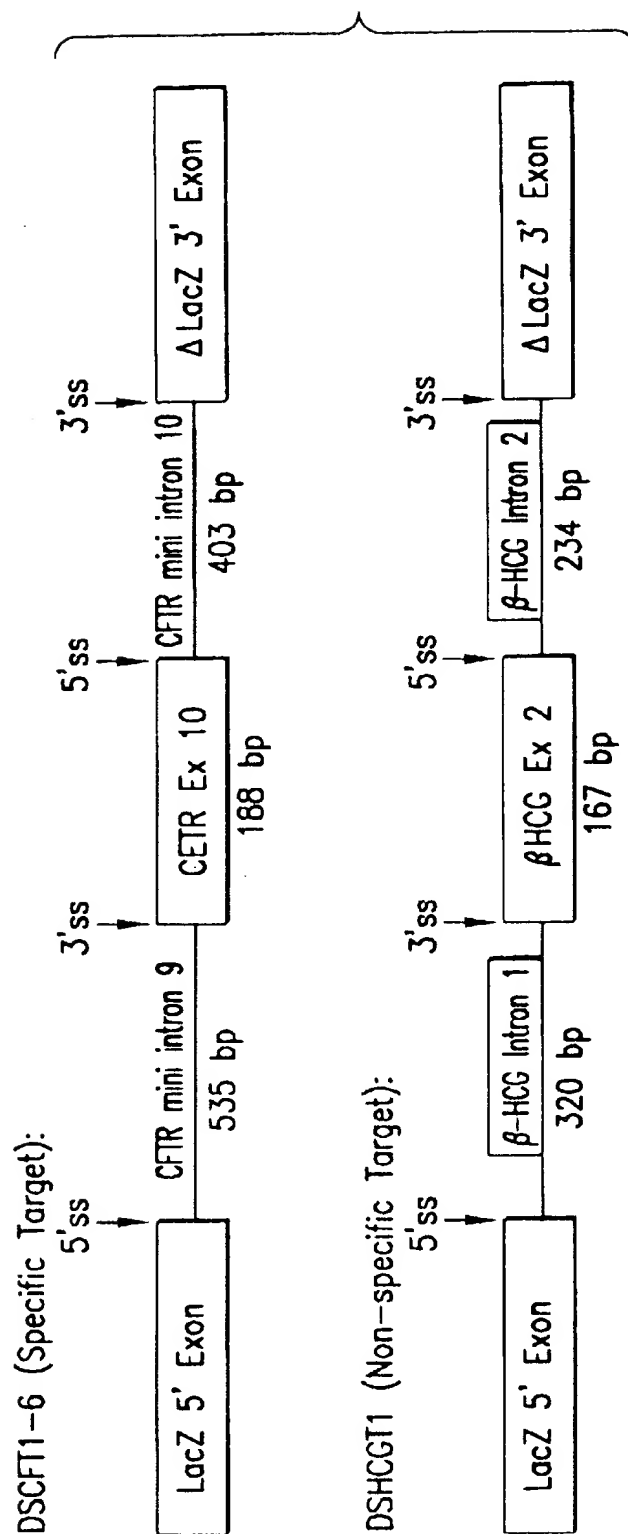 DSCFT1-6 (Specific Target):
5'ss 3'ss 5'ss 3'ss
LacZ 5' Exon CFTR mini intron 9 CETR Ex 10 CFTR mini intron 10 Δ LacZ 3' Exon
535 bp 188 bp 403 bp
DSHCGT1 (Non-specific Target):
5'ss 3'ss 5'ss 3'ss
LacZ 5' Exon β-HCG Intron 1 βHCG Ex 2 β-HCG Intron 2 Δ LacZ 3' Exon
320 bp 167 bp 234 bp